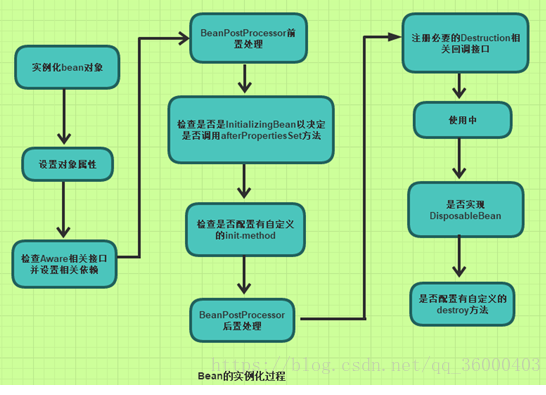 实例化bean对象
设置对象属性
检查Aware相关接口
并设置相关依赖
BeanPostProcessor前
置处理
检查是否是InitializingBean以决定
是否调用afterPropertiesSet方法
检查是否配置有自定义
的init-method
BeanPostProcessor
后置处理
注册必要的Destruction相
关回调接口
使用中
是否实现
DisposableBean
是否配置有自定义的
destroy方法
https://blog.csdn.net/qq_36000403
Bean的实例化过程